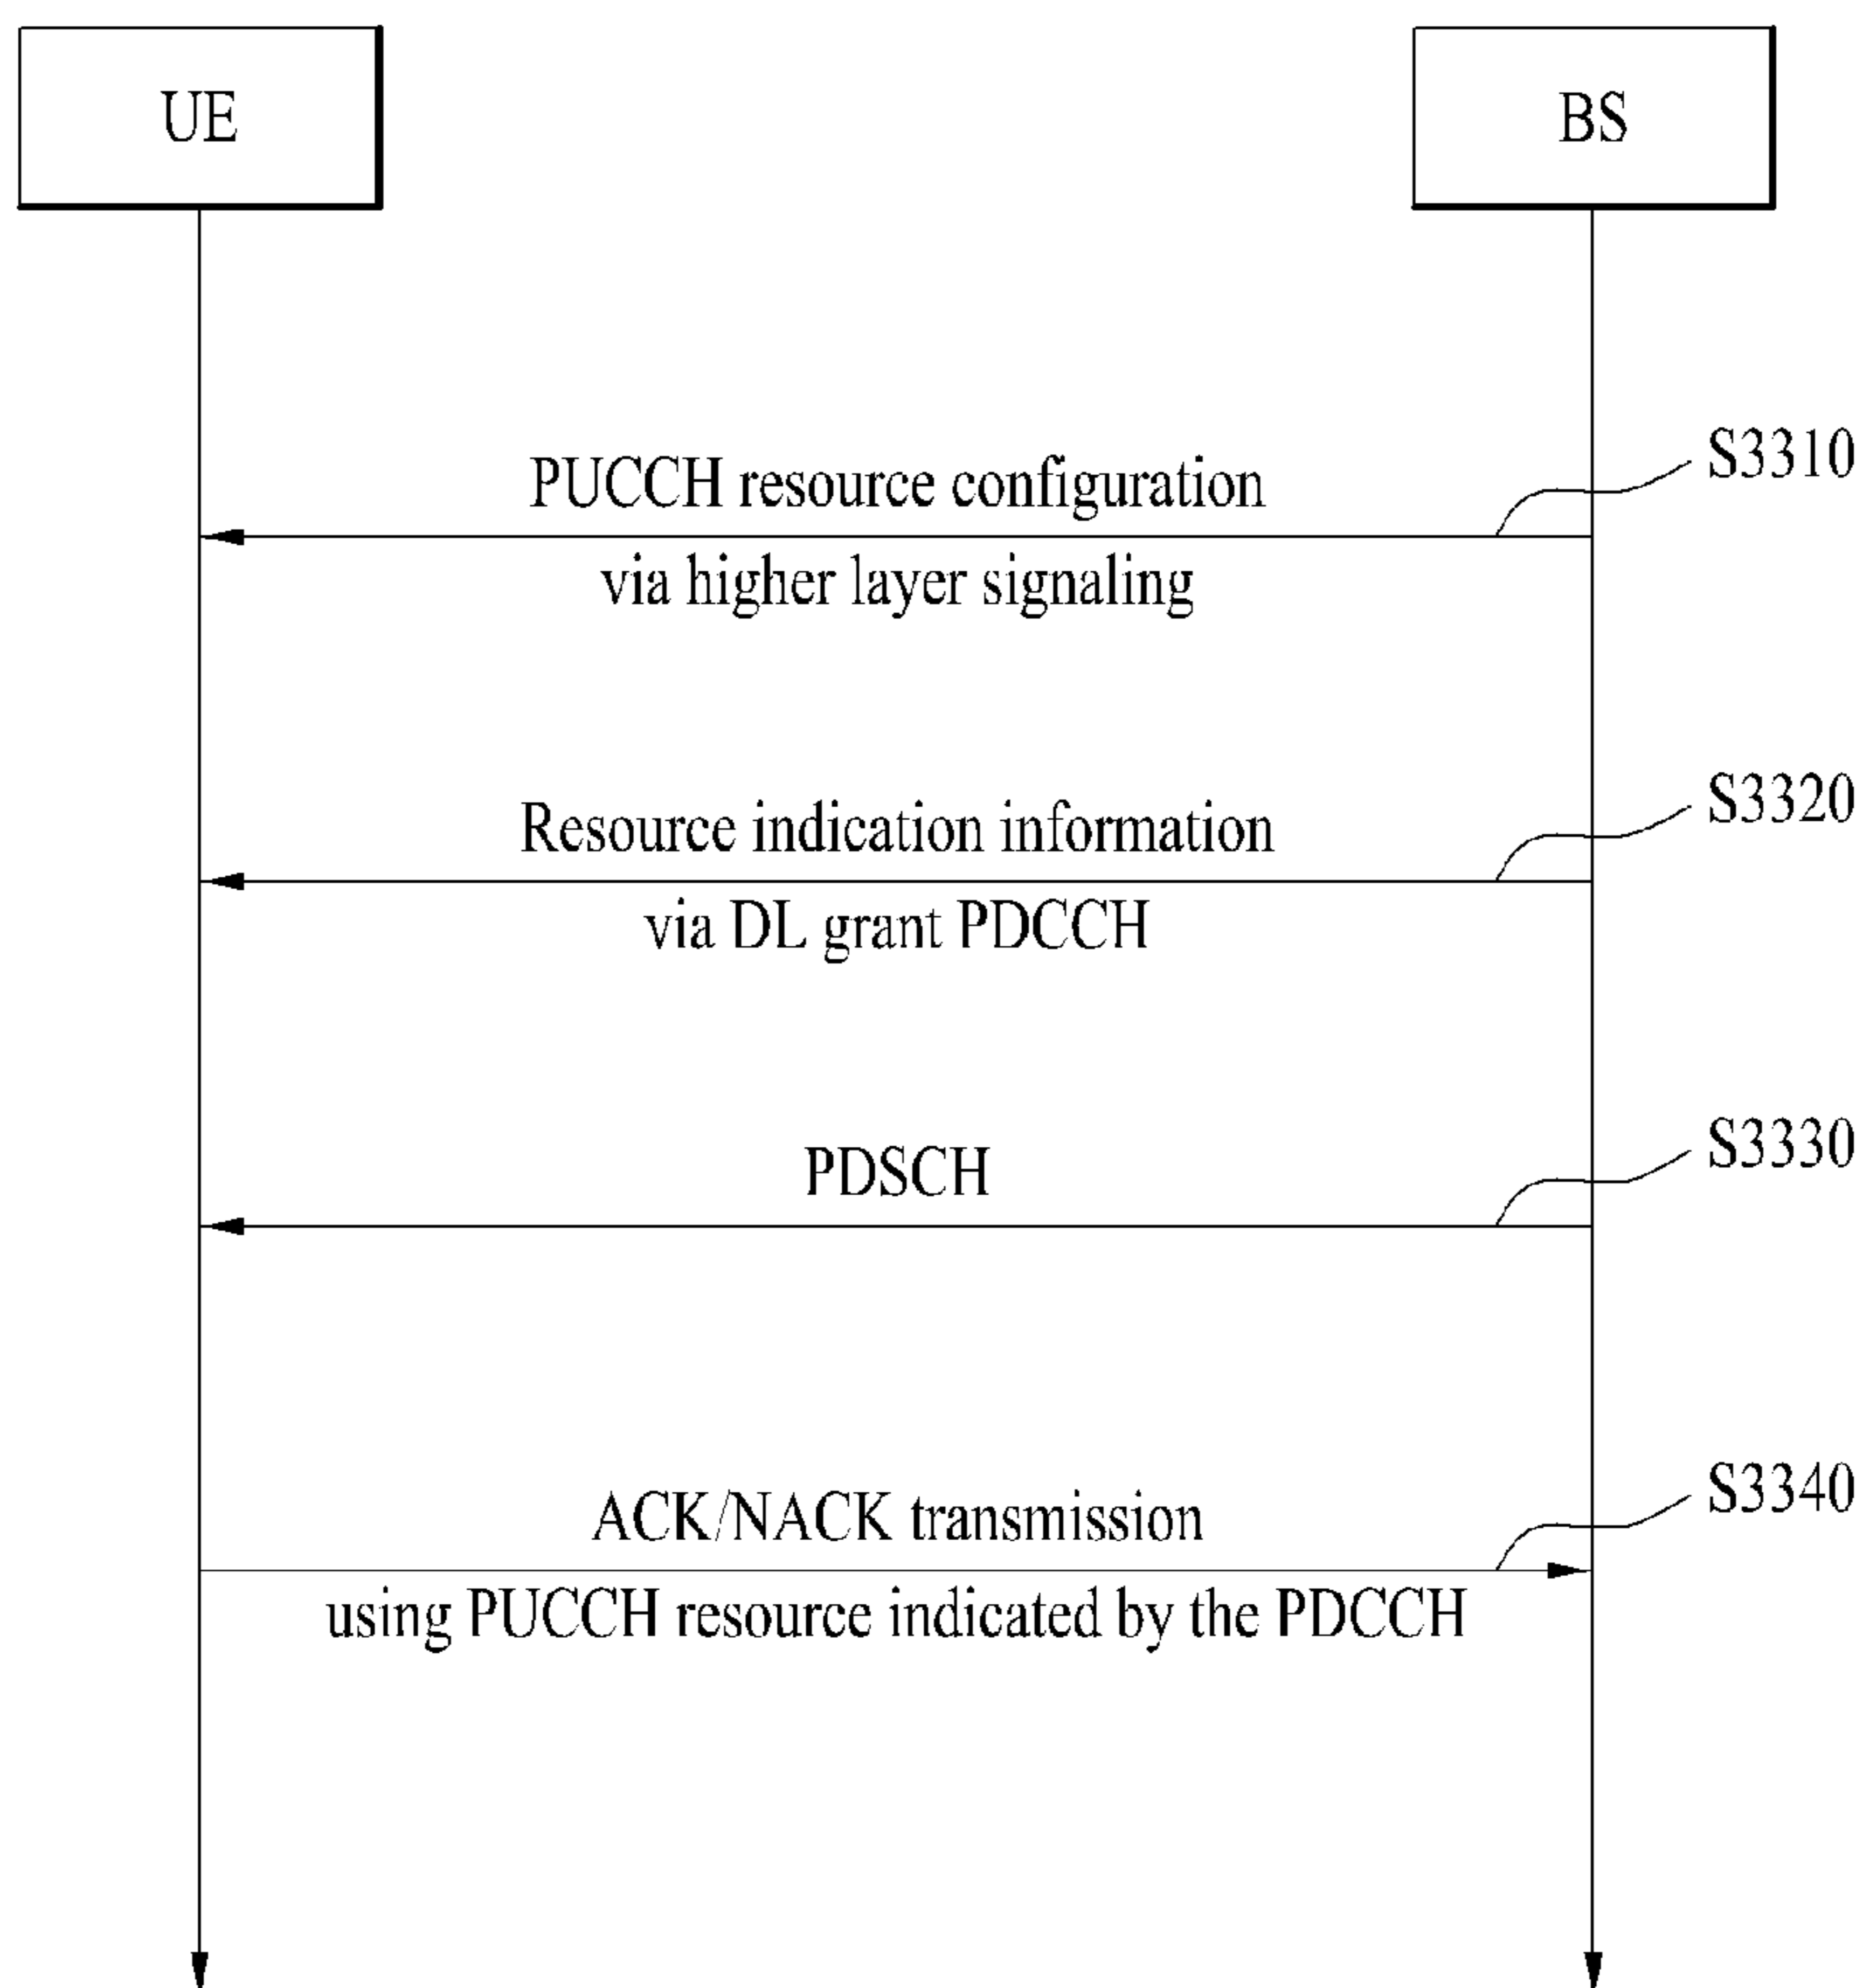 UE
BS
S3310
PUCCH resource configuration
via higher layer signaling
S3320
Resource indication information
via DL grant PDCCH
S3330
PDSCH
S3340
ACK/NACK transmission
using PUCCH resource indicated by the PDCCH